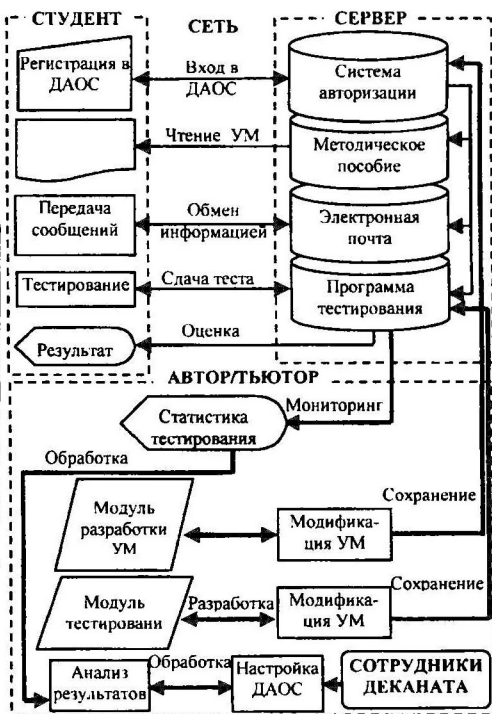 СТУДЕНТ
СЕТЬ
СЕРВЕР
Регистрация в
ДАОС
Вход в
ДАОС
Система
авторизации
Чтение УМ
Методическое
пособие
Передача
сообщений
Обмен
информацией
Электронная
почта
Тестирование
Сдача теста
Программа
тестирования
Результат
Оценка
АВТОР/ТЬЮТОР
Мониторинг
Статистика
тестирования
Обработка
Модуль
разработки
УМ
Модифика-
ция УМ
Сохранение
Модуль
тестировани
Разработка
Модифика-
ция УМ
Сохранение
Анализ
результатов
Обработка
Настройка
ДАОС
СОТРУДНИКИ
ДЕКАНАТА